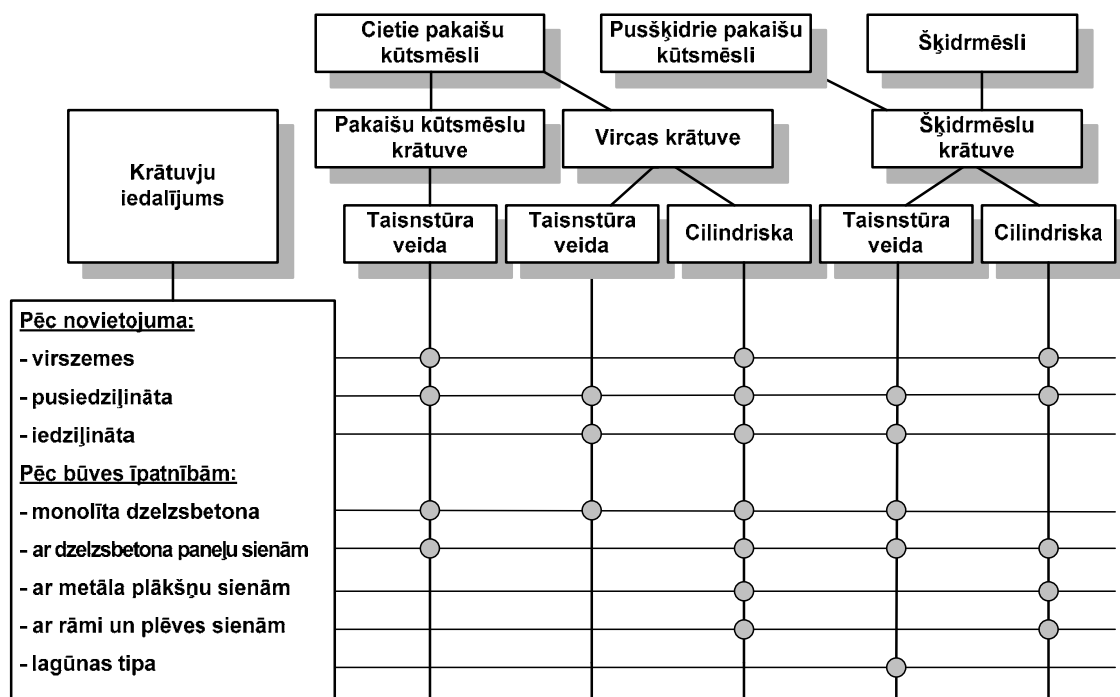 Cietie pakaišu
kūtsmēsli
Pusšķidrie pakaišu
kūtsmēsli
Šķidrmēsli
Krātuvju
iedalījums
Pakaišu kūtsmēslu
krātuve
Vircas krātuve
Šķidrmēslu
krātuve
Taisnstūra
veida
Taisnstūra
veida
Cilindriska
Taisnstūra
veida
Cilindriska
Pēc novietojuma:
- virszemes
- pusiedziļināta
- iedziļināta
Pēc būves īpatnībām:
- monolīta dzelzsbetona
- ar dzelzsbetona paneļu sienām
- ar metāla plākšņu sienām
- ar rāmi un plēves sienām
- lagūnas tipa